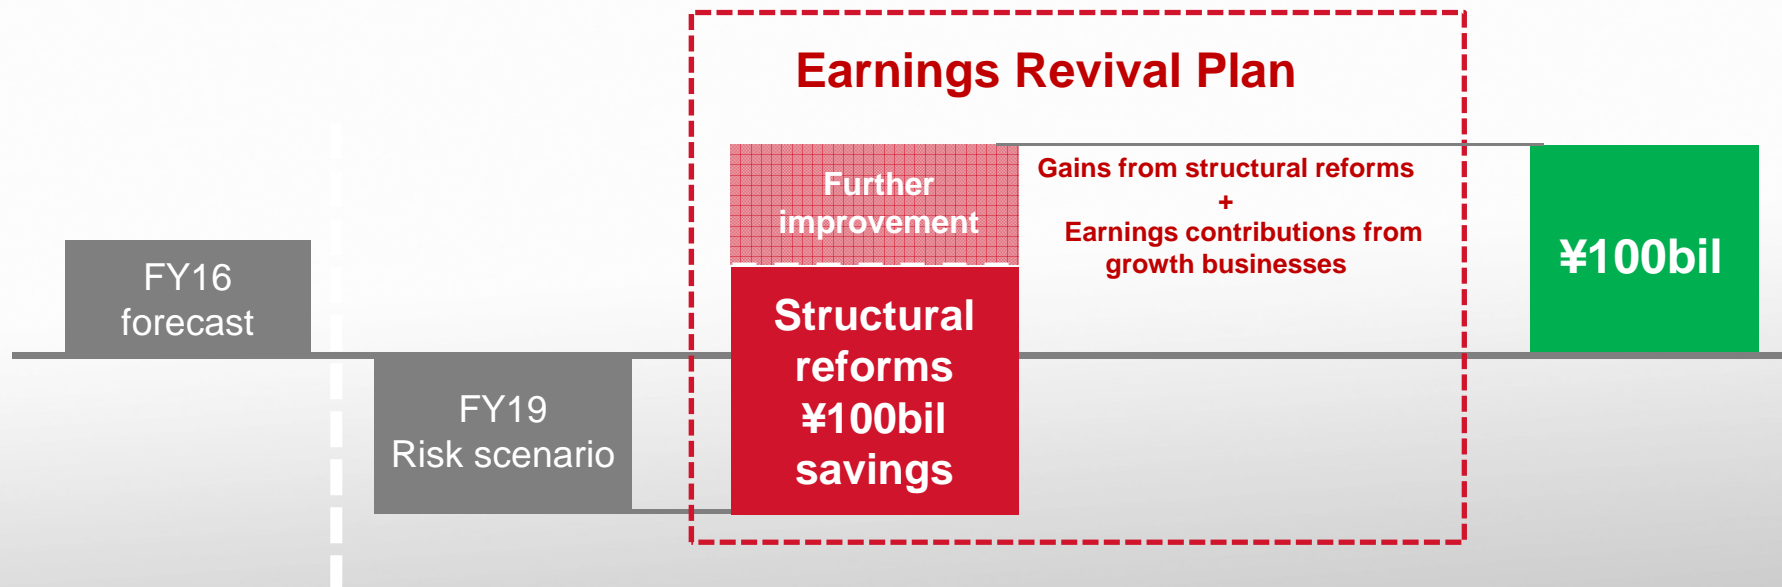 Earnings Revival Plan
FY16
forecast
FY19
Risk scenario
Further
improvement
Structural
reforms
¥100bil
savings
Gains from structural reforms
+
Earnings contributions from
growth businesses
¥100bil